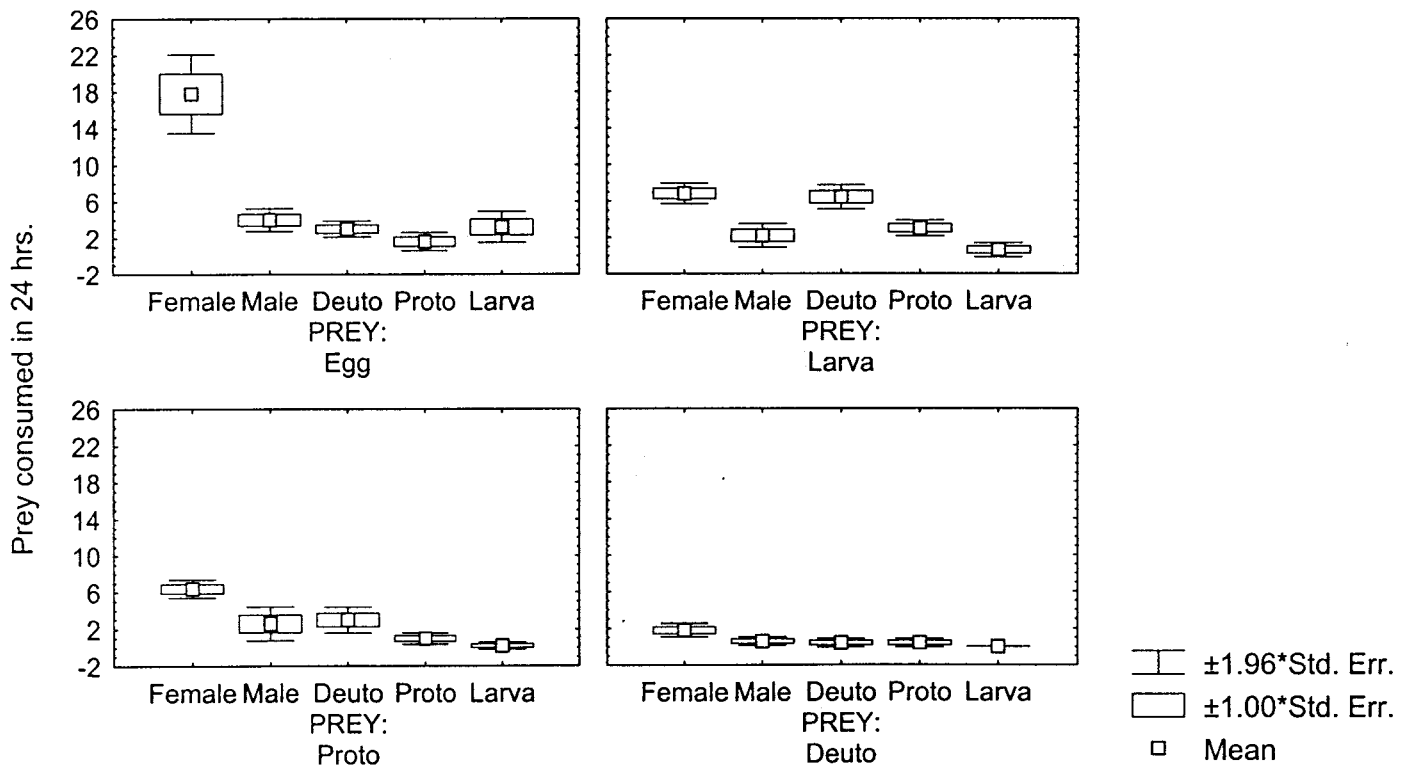 Prey consumed in 24 hrs.
26
22
18
14
10
6
2
-2
Female Male Deuto Proto Larva
PREY:
Egg
Female Male Deuto Proto Larva
PREY:
Larva
26
22
18
14
10
6
2
-2
Female Male Deuto Proto Larva
PREY:
Proto
Female Male Deuto Proto Larva
PREY:
Deuto
±1.96*Std. Err.
±1.00*Std. Err.
Mean